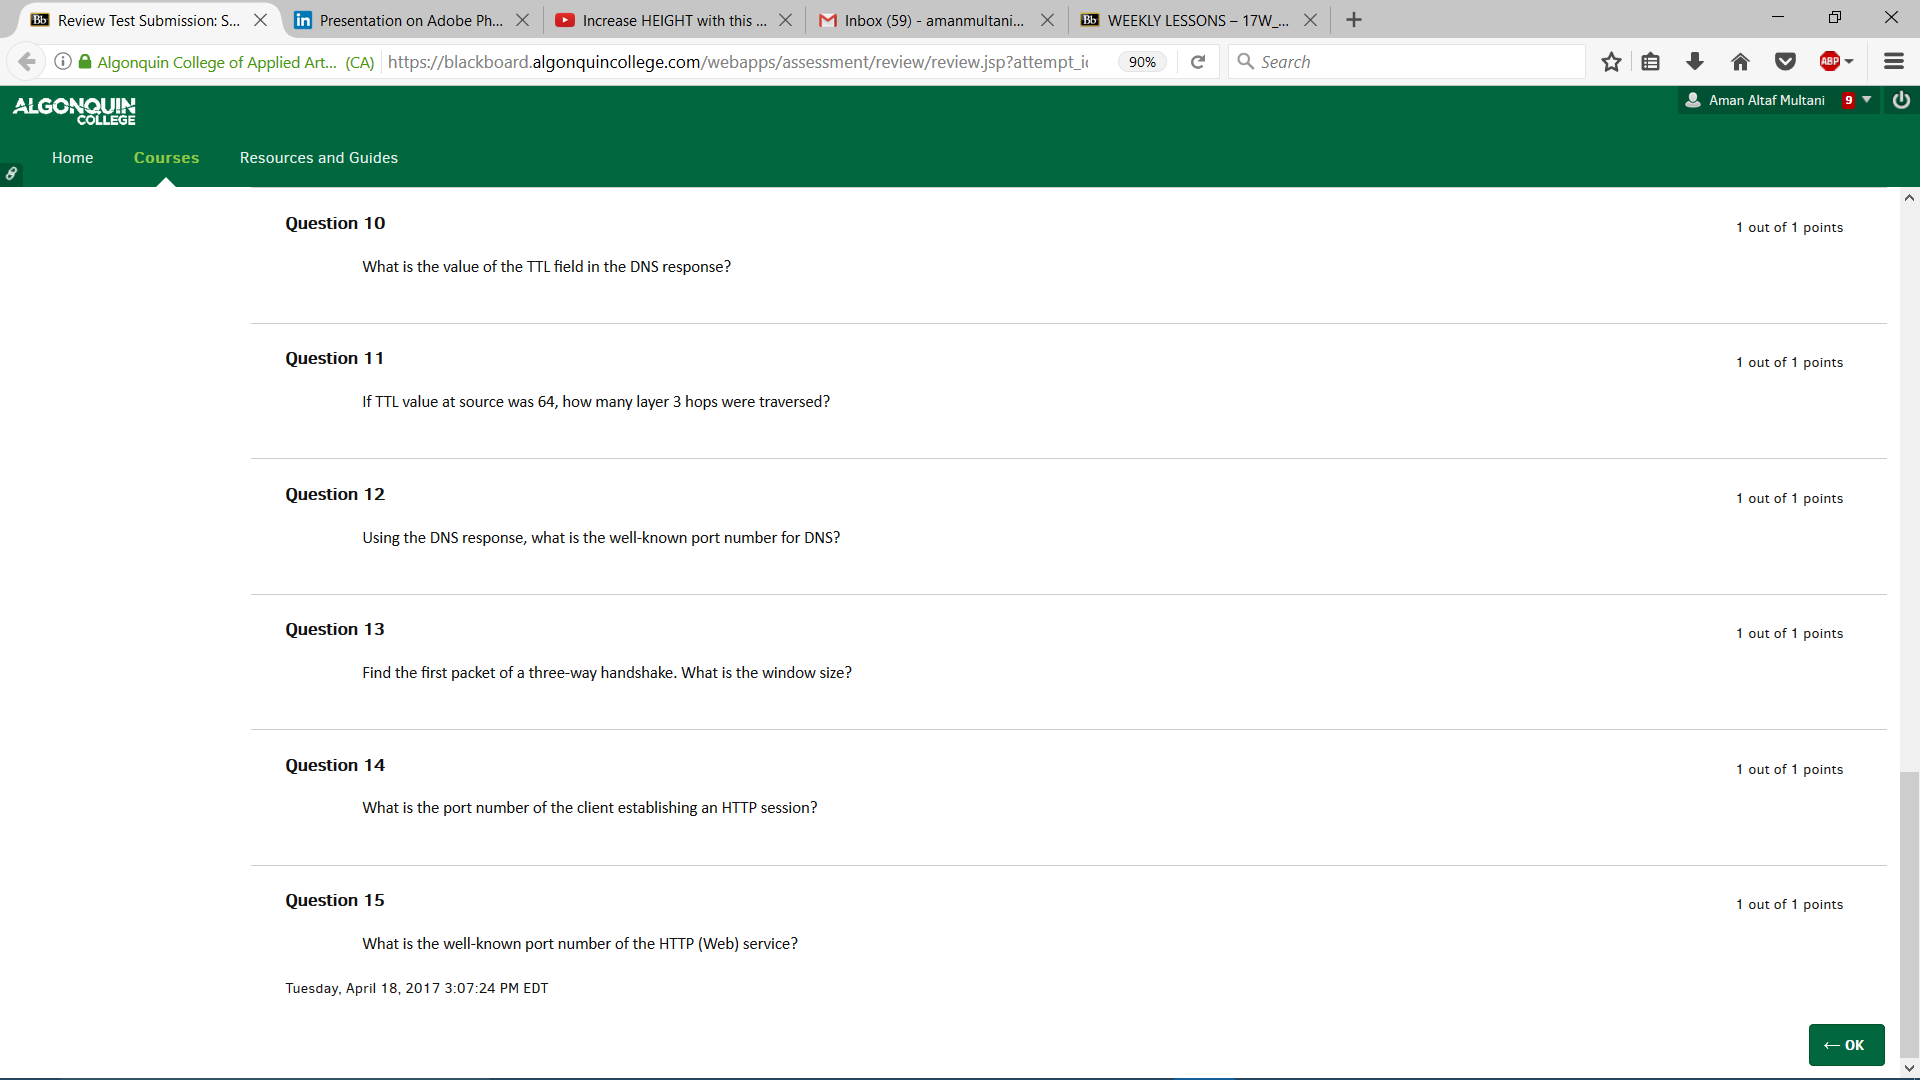 Review Test Submission: S...
Presentation on Adobe Ph...
Increase HEIGHT with this ...
Inbox (59) - amanmultani...
WEEKLY LESSONS – 17W_...
Algonquin College of Applied Art... (CA)
https://blackboard.algonquincollege.com/webapps/assessment/review/review.jsp?attempt_i
90%
Search
ABP
ALGONQUIN
COLLEGE
Aman Altaf Multani
9
Home
Courses
Resources and Guides
Question 10
1 out of 1 points
What is the value of the TTL field in the DNS response?
Question 11
1 out of 1 points
If TTL value at source was 64, how many layer 3 hops were traversed?
Question 12
1 out of 1 points
Using the DNS response, what is the well-known port number for DNS?
Question 13
1 out of 1 points
Find the first packet of a three-way handshake. What is the window size?
Question 14
1 out of 1 points
What is the port number of the client establishing an HTTP session?
Question 15
1 out of 1 points
What is the well-known port number of the HTTP (Web) service?
Tuesday, April 18, 2017 3:07:24 PM EDT
← OK